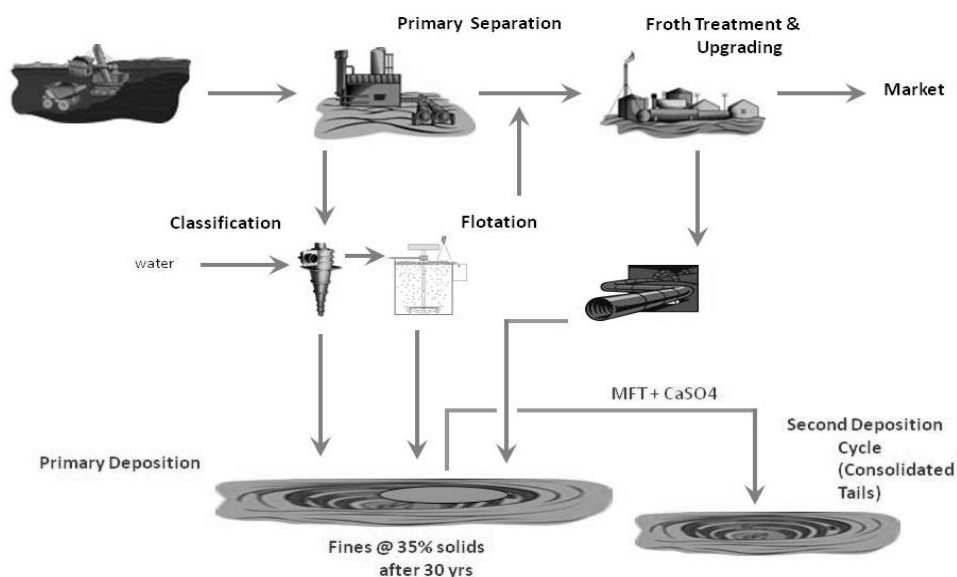 Primary Separation
Froth Treatment &
Upgrading
Market
Classification
Flotation
water
MFT + CaSO4
Second Deposition
Cycle
(Consolidated
Tails)
Primary Deposition
Fines @ 35% solids
after 30 yrs